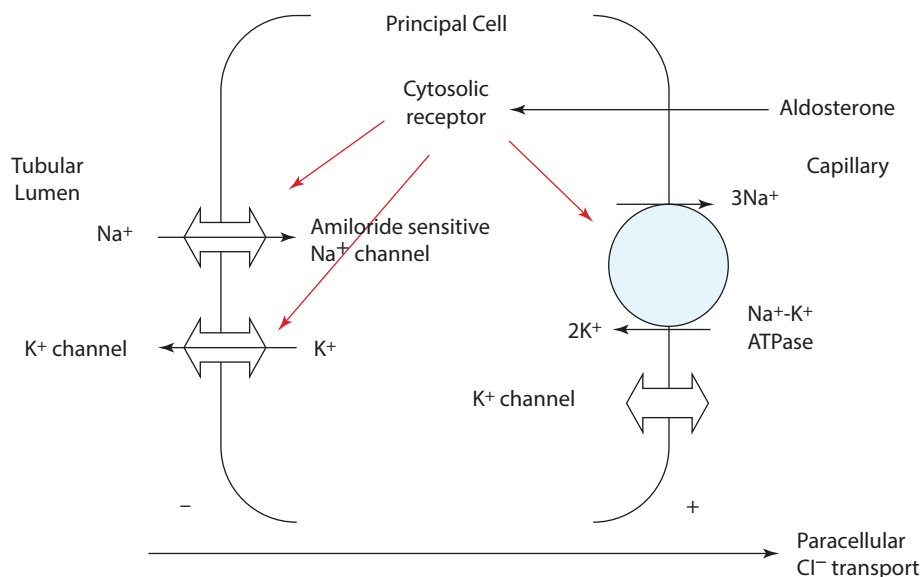 Principal Cell
Cytosolic
receptor
Aldosterone
Tubular
Lumen
Capillary
3Na⁺
Na⁺
Amiloride sensitive
Na⁺ channel
2K⁺
Na⁺-K⁺
ATPase
K⁺ channel
K⁺
K⁺ channel
–
+
Paracellular
Cl⁻ transport